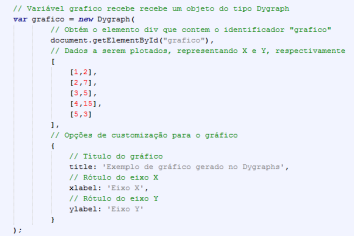 // Variável grafico recebe recebe um objeto do tipo Dygraph
var grafico = new Dygraph(
// Obtém o elemento div que contem o identificador "grafico"
document.getElementById("grafico"),
// Dados a serem plotados, representando X e Y, respectivamente
[
[1,2],
[2,7],
[3,5],
[4,15],
[5,3]
],
// Opções de customização para o gráfico
{
// Título do gráfico
title: 'Exemplo de gráfico gerado no Dygraphs',
// Rótulo do eixo X
xlabel: 'Eixo X',
// Rótulo do eixo Y
ylabel: 'Eixo Y'
}
);